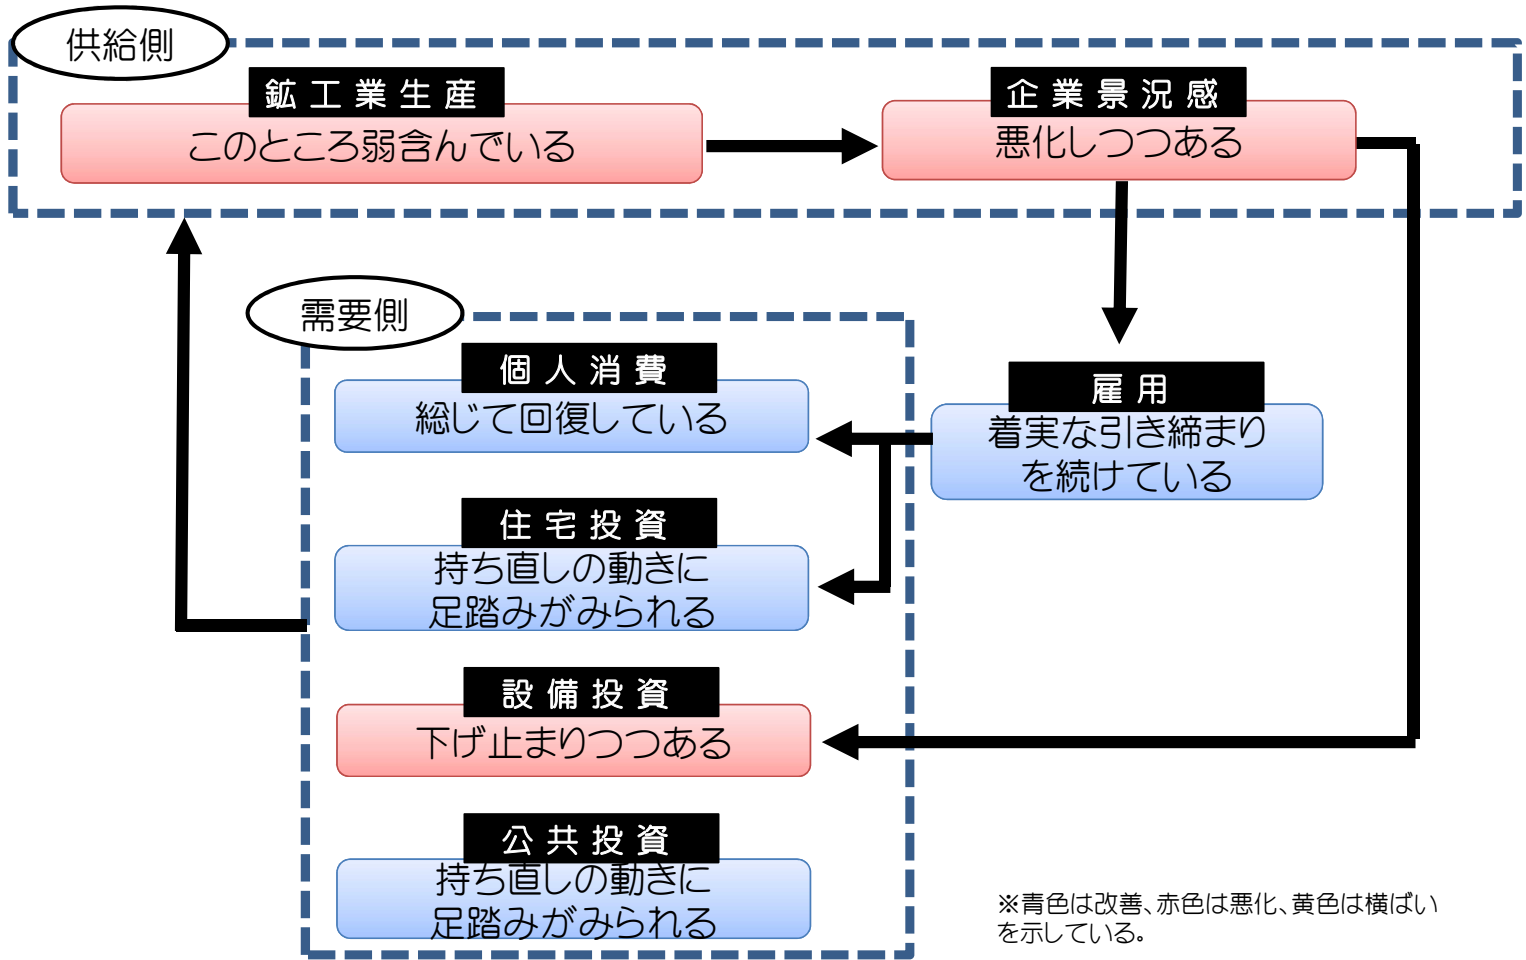 供給側
鉱工業生産
このところ弱含んでいる
企業景況感
悪化しつつある
需要側
個人消費
総じて回復している
雇用
着実な引き締まり
を続けている
住宅投資
持ち直しの動きに
足踏みがみられる
設備投資
下げ止まりつつある
公共投資
持ち直しの動きに
足踏みがみられる
※青色は改善、赤色は悪化、黄色は横ばい
を示している。